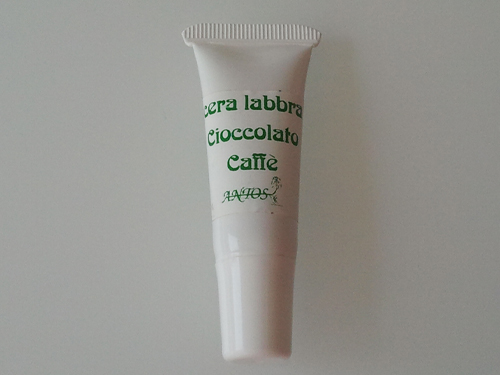 cera labbra
Cioccolato
Caffè
ANTOS